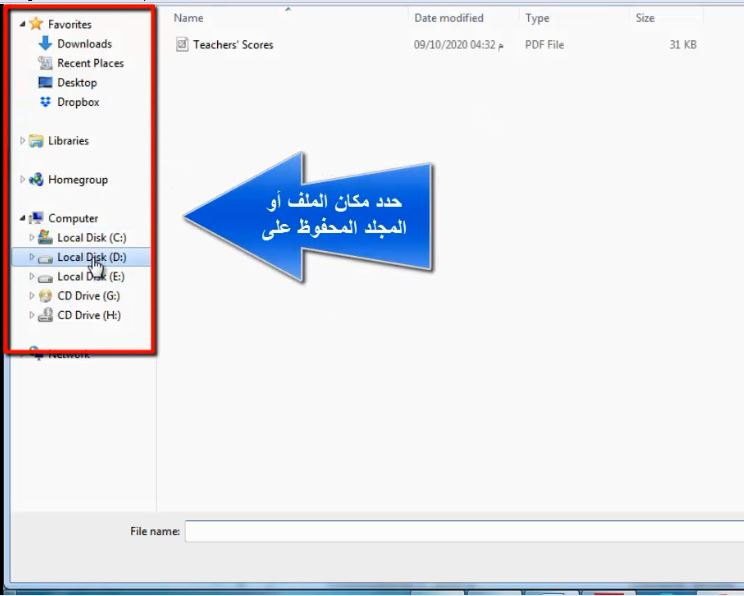 Favorites
Downloads
Recent Places
Desktop
Dropbox
Libraries
Homegroup
Computer
Local Disk (C:)
Local Disk (D:)
Local Disk (E:)
CD Drive (G:)
CD Drive (H:)
Network
Name Date modified Type Size
Teachers' Scores 09/10/2020 04:32 م PDF File 31 KB
حدد مكان الملف أو
المجلد المحفوظ على
File name: